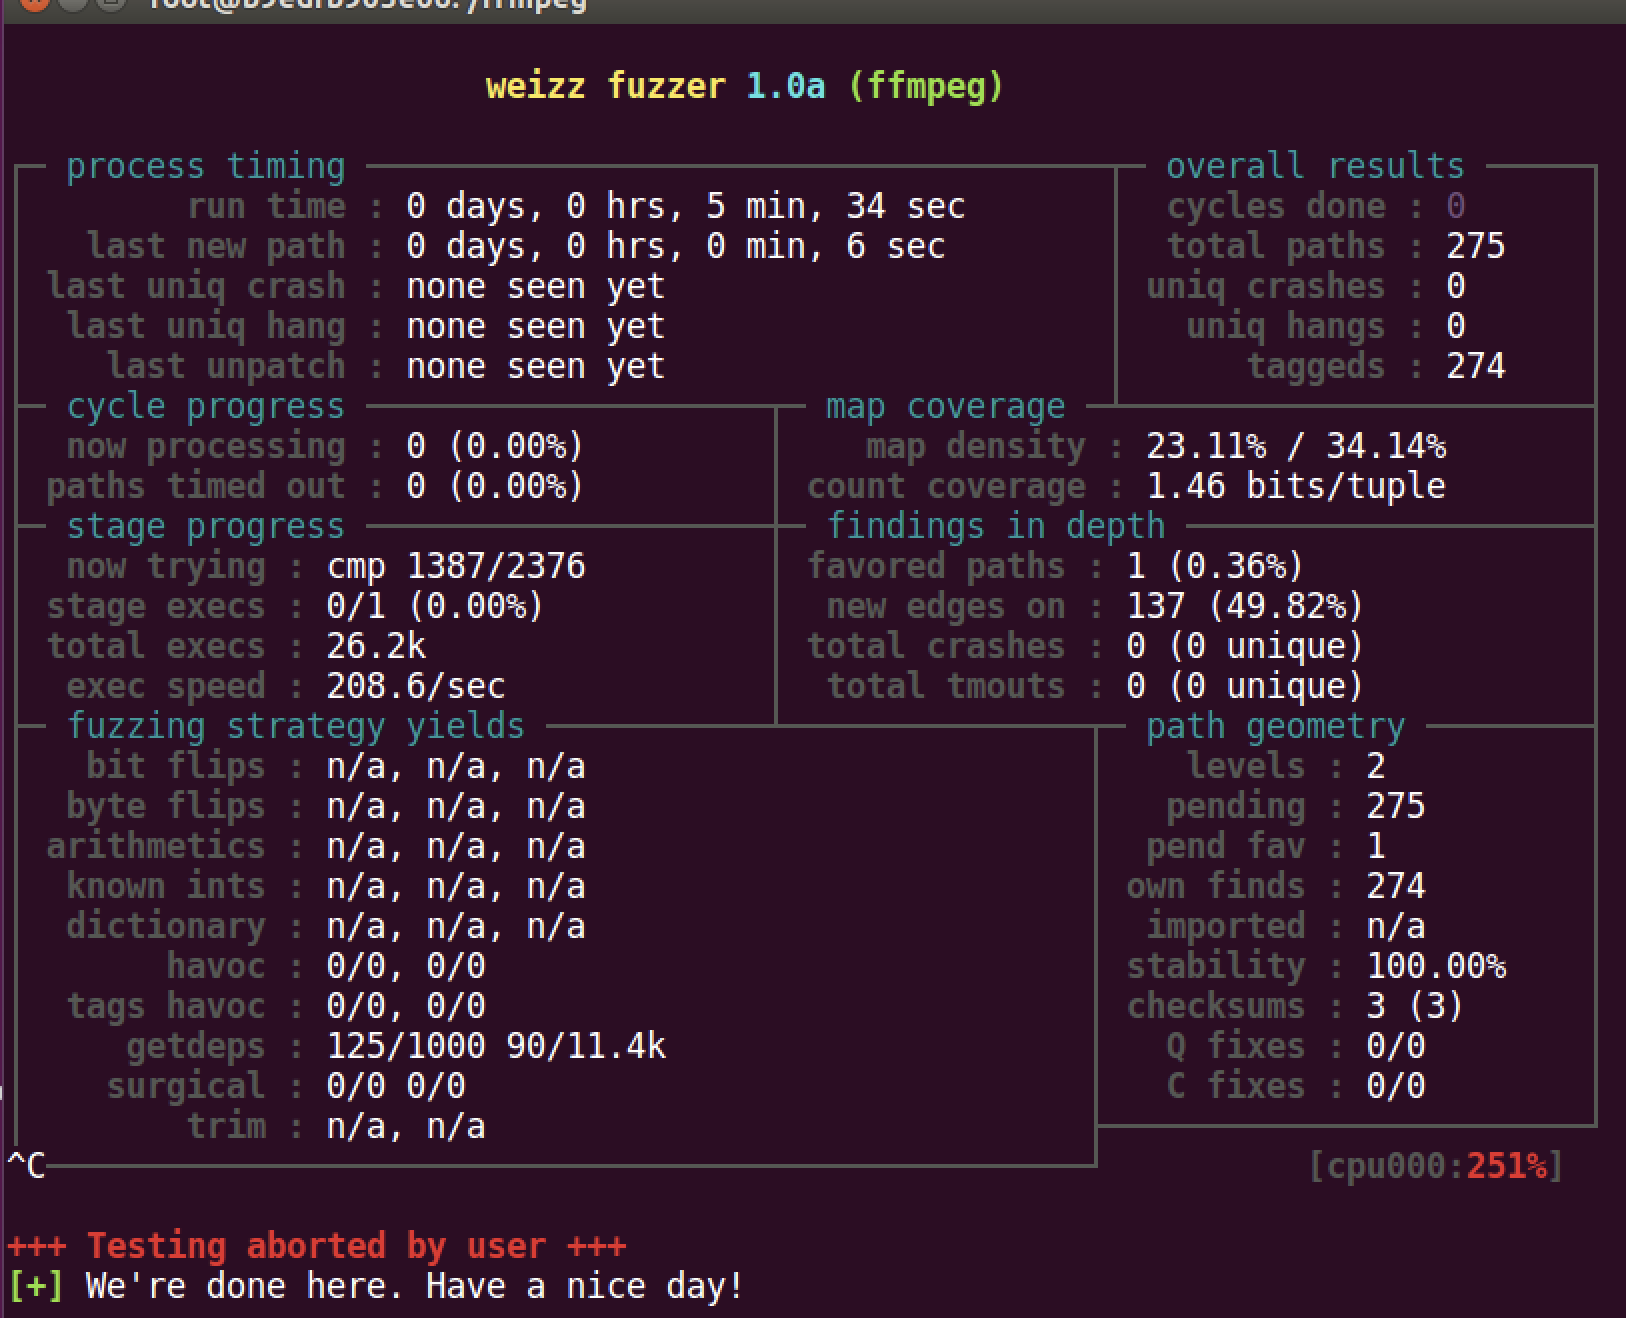 weizz fuzzer 1.0a (ffmpeg)
process timing overall results
run time : 0 days, 0 hrs, 5 min, 34 sec cycles done : 0
last new path : 0 days, 0 hrs, 0 min, 6 sec total paths : 275
last uniq crash : none seen yet uniq crashes : 0
last uniq hang : none seen yet uniq hangs : 0
last unpatch : none seen yet taggeds : 274
cycle progress map coverage
now processing : 0 (0.00%) map density : 23.11% / 34.14%
paths timed out : 0 (0.00%) count coverage : 1.46 bits/tuple
stage progress findings in depth
now trying : cmp 1387/2376 favored paths : 1 (0.36%)
stage execs : 0/1 (0.00%) new edges on : 137 (49.82%)
total execs : 26.2k total crashes : 0 (0 unique)
exec speed : 208.6/sec total tmouts : 0 (0 unique)
fuzzing strategy yields path geometry
bit flips : n/a, n/a, n/a levels : 2
byte flips : n/a, n/a, n/a pending : 275
arithmetics : n/a, n/a, n/a pend fav : 1
known ints : n/a, n/a, n/a own finds : 274
dictionary : n/a, n/a, n/a imported : n/a
havoc : 0/0, 0/0 stability : 100.00%
tags havoc : 0/0, 0/0 checksums : 3 (3)
getdeps : 125/1000 90/11.4k Q fixes : 0/0
surgical : 0/0 0/0 C fixes : 0/0
trim : n/a, n/a
^C [cpu000:251%]
+++ Testing aborted by user +++
[+] We're done here. Have a nice day!